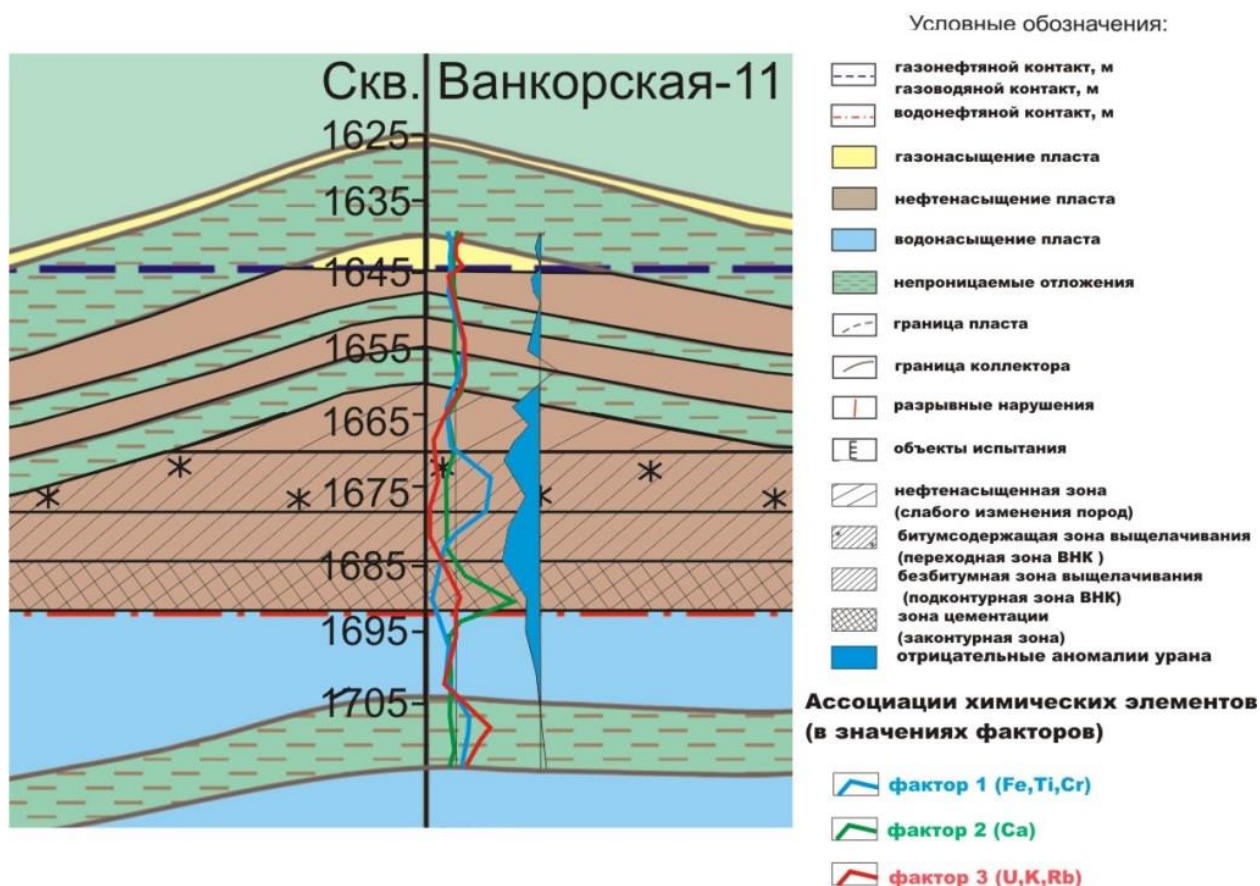 Условные обозначения:
Скв. Ванкорская-11
1625
1635
1645
1655
1665
1675
1685
1695
1705
газонефтяной контакт, м
газоводяной контакт, м
водонефтяной контакт, м
газонасыщение пласта
нефтенасыщение пласта
водонасыщение пласта
непроницаемые отложения
граница пласта
граница коллектора
разрывные нарушения
объекты испытания
нефтенасыщенная зона
(слабого изменения пород)
битумсодержащая зона выщелачивания
(переходная зона ВНК )
безбитумная зона выщелачивания
(подконтурная зона ВНК)
зона цементации
(законтурная зона)
отрицательные аномалии урана
Ассоциации химических элементов
(в значениях факторов)
фактор 1 (Fe,Ti,Cr)
фактор 2 (Ca)
фактор 3 (U,K,Rb)